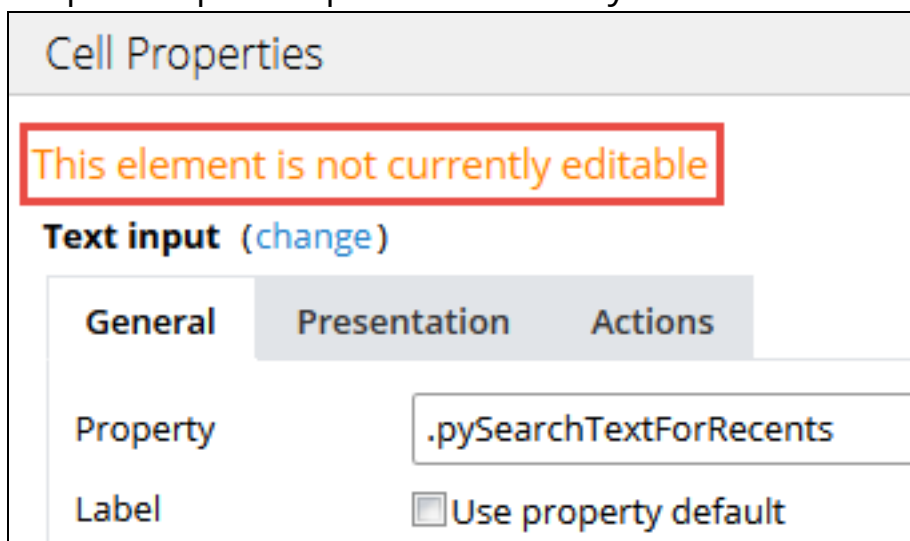 Cell Properties
This element is not currently editable
Text input (change)
General Presentation Actions
Property .pySearchTextForRecents
Label Use property default